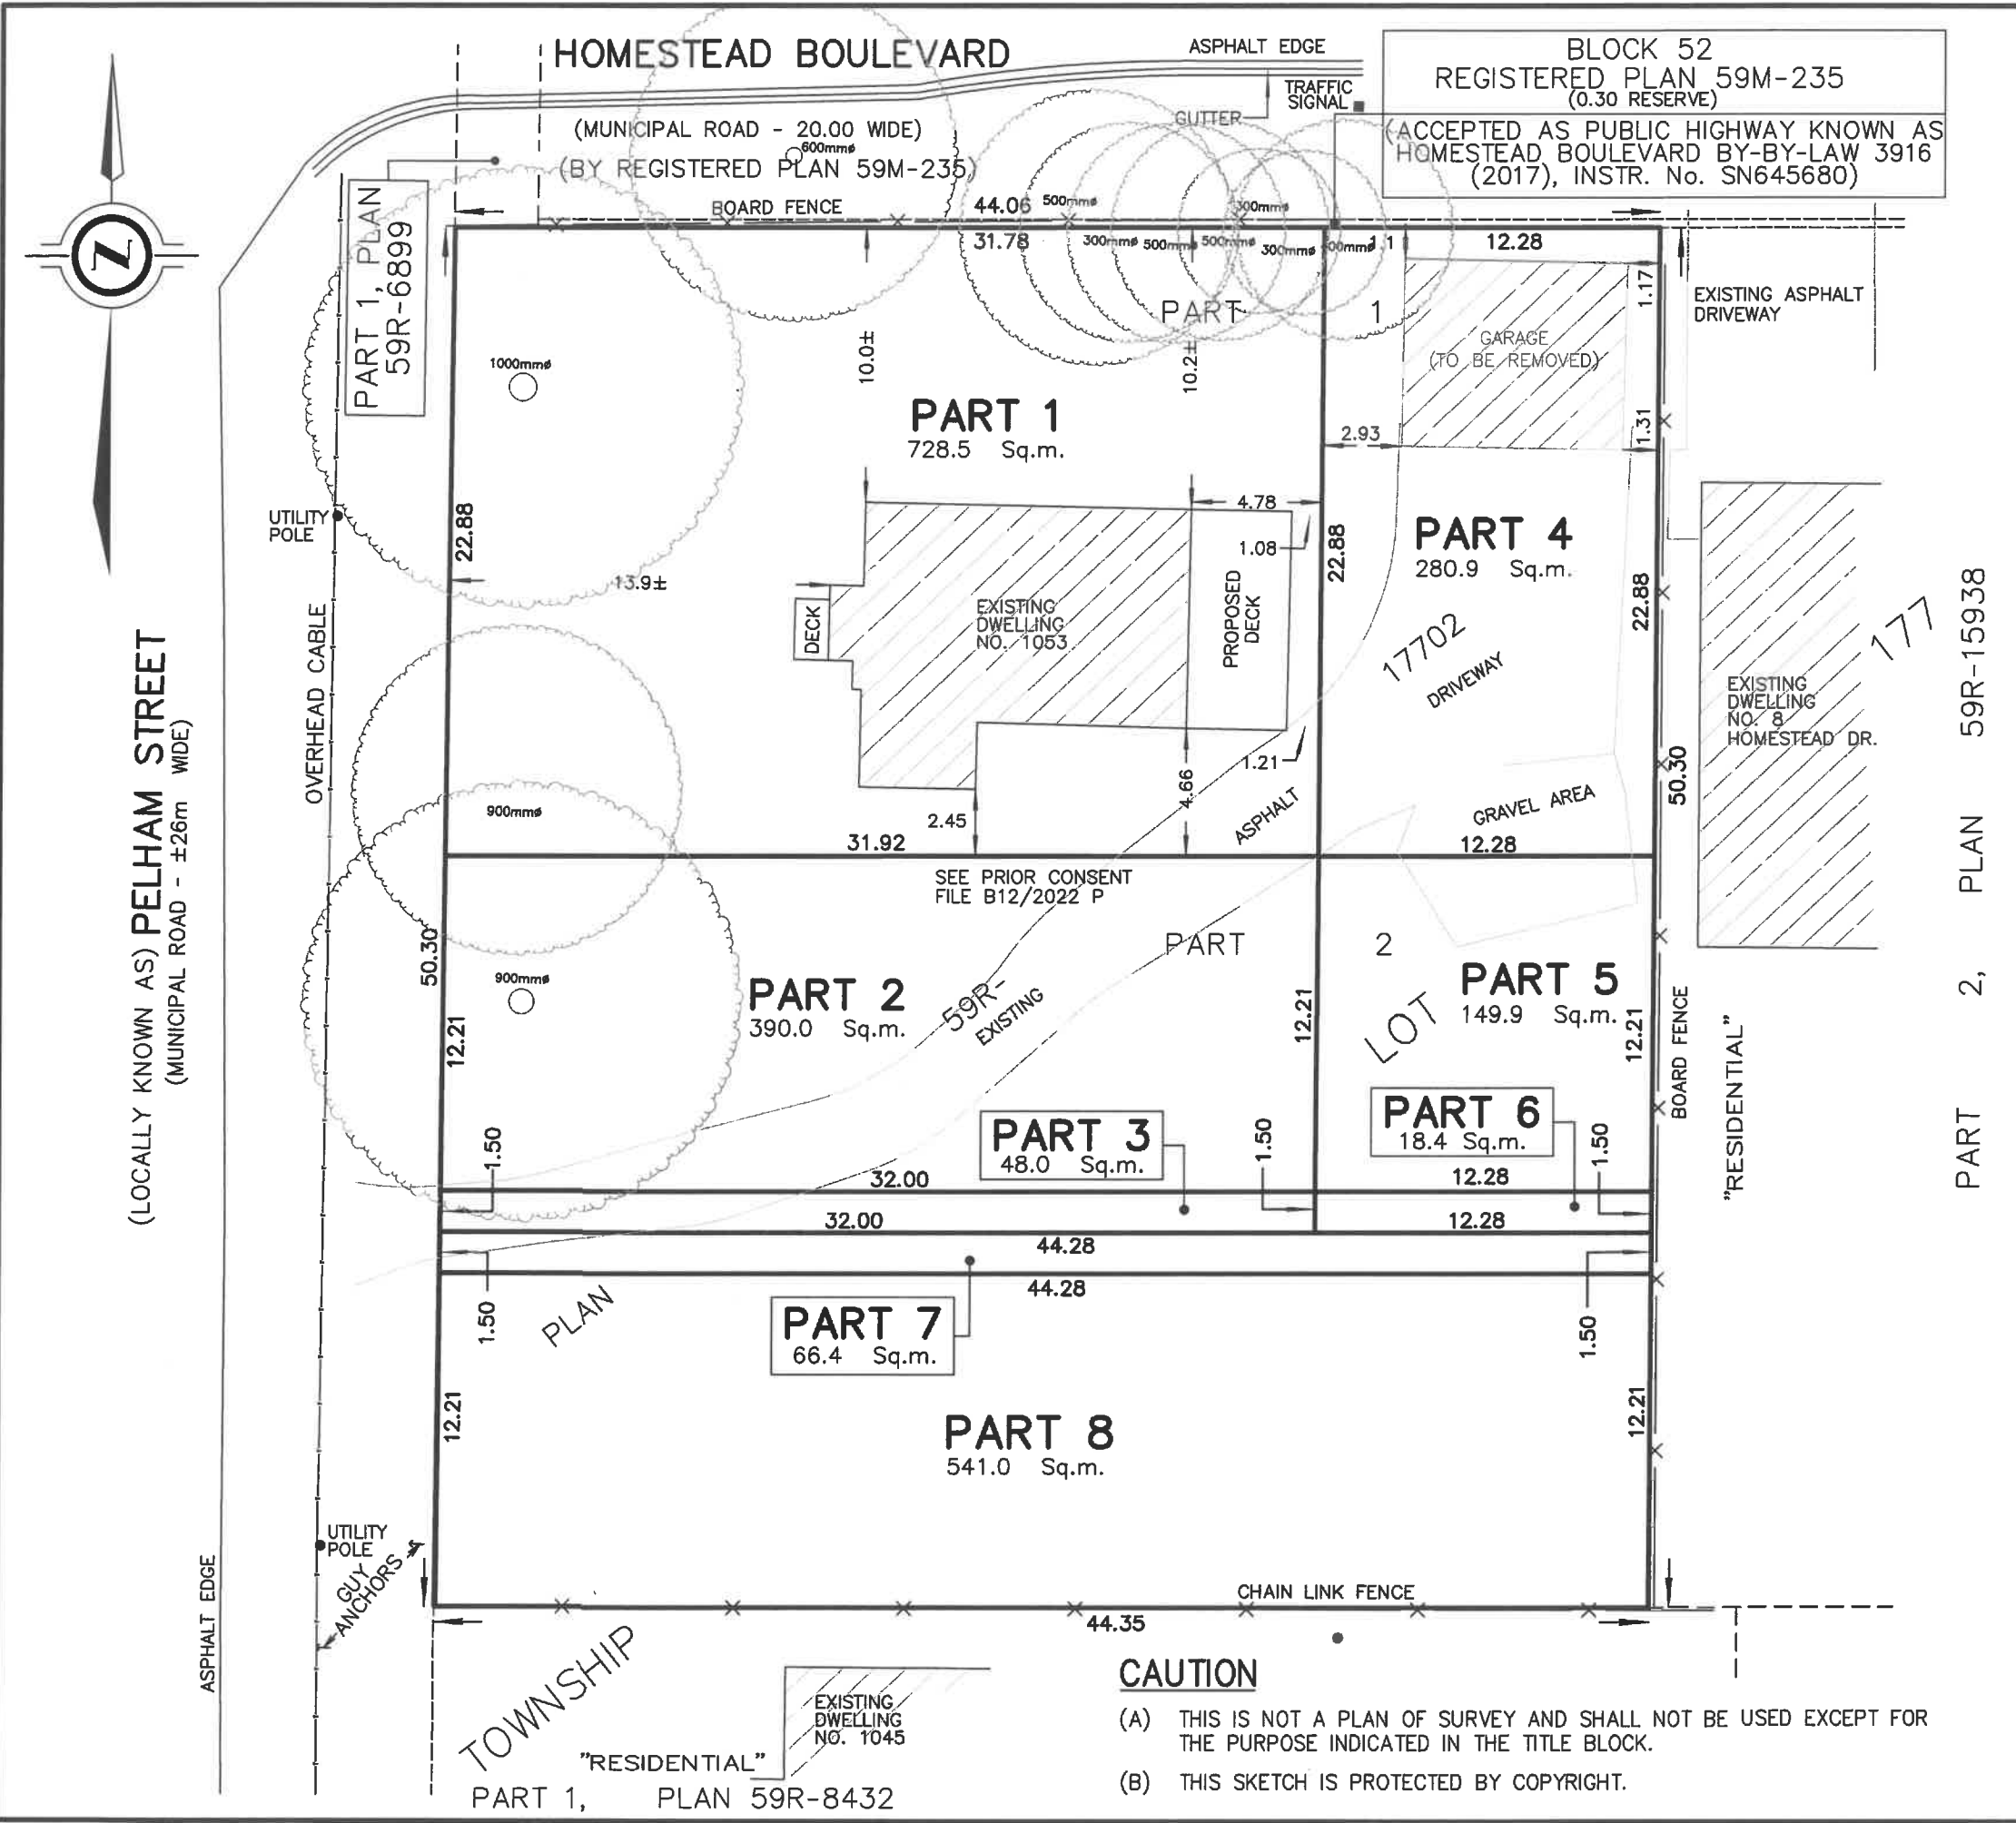 HOMESTEAD BOULEVARD
(MUNICIPAL ROAD - 20.00 WIDE)
(BY REGISTERED PLAN 59M-235)
600mmø
ASPHALT EDGE
TRAFFIC
SIGNAL
GUTTER
BLOCK 52
REGISTERED PLAN 59M-235
(0.30 RESERVE)
(ACCEPTED AS PUBLIC HIGHWAY KNOWN AS
HOMESTEAD BOULEVARD BY-BY-LAW 3916
(2017), INSTR. No. SN645680)
PART 1, PLAN
59R-6899
BOARD FENCE
44.06
500mmø
300mmø
31.78
300mmø
500mmø
500mmø
300mmø
00mmø
1.1
12.28
1.17
EXISTING ASPHALT
DRIVEWAY
PART 1
GARAGE
(TO BE REMOVED)
1000mmø
10.0±
10.2±
PART 1
728.5 Sq.m.
2.93
1.31
UTILITY
POLE
22.88
4.78
1.08
22.88
PART 4
280.9 Sq.m.
13.9±
DECK
EXISTING
DWELLING
NO. 1053
PROPOSED
DECK
22.88
17702
DRIVEWAY
177
EXISTING
DWELLING
NO. 8
HOMESTEAD DR.
OVERHEAD CABLE
(LOCALLY KNOWN AS) PELHAM STREET
(MUNICIPAL ROAD - ±26m WIDE)
50.30
1.21
4.66
ASPHALT
GRAVEL AREA
900mmø
2.45
31.92
12.28
SEE PRIOR CONSENT
FILE B12/2022 P
PART 2
50.30
900mmø
PART 2
390.0 Sq.m.
59R-
EXISTING
12.21
12.21
LOT
PART 5
149.9 Sq.m.
12.21
BOARD FENCE
"RESIDENTIAL"
PART 2, PLAN 59R-15938
1.50
PART 3
48.0 Sq.m.
1.50
PART 6
18.4 Sq.m.
1.50
32.00
12.28
32.00
12.28
44.28
44.28
1.50
PLAN
PART 7
66.4 Sq.m.
1.50
12.21
PART 8
541.0 Sq.m.
12.21
ASPHALT EDGE
UTILITY
POLE
GUY
ANCHORS
CHAIN LINK FENCE
44.35
TOWNSHIP
EXISTING
DWELLING
NO. 1045
"RESIDENTIAL"
PART 1, PLAN 59R-8432
CAUTION
(A) THIS IS NOT A PLAN OF SURVEY AND SHALL NOT BE USED EXCEPT FOR
THE PURPOSE INDICATED IN THE TITLE BLOCK.
(B) THIS SKETCH IS PROTECTED BY COPYRIGHT.